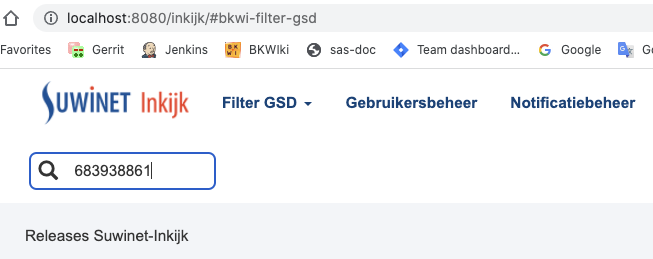 localhost:8080/inkijk/#bkwi-filter-gsd
Favorites Gerrit Jenkins BKWIki sas-doc Team dashboard... Google Go
SUWINET Inkijk Filter GSD Gebruikersbeheer Notificatiebeheer
683938861
Releases Suwinet-Inkijk